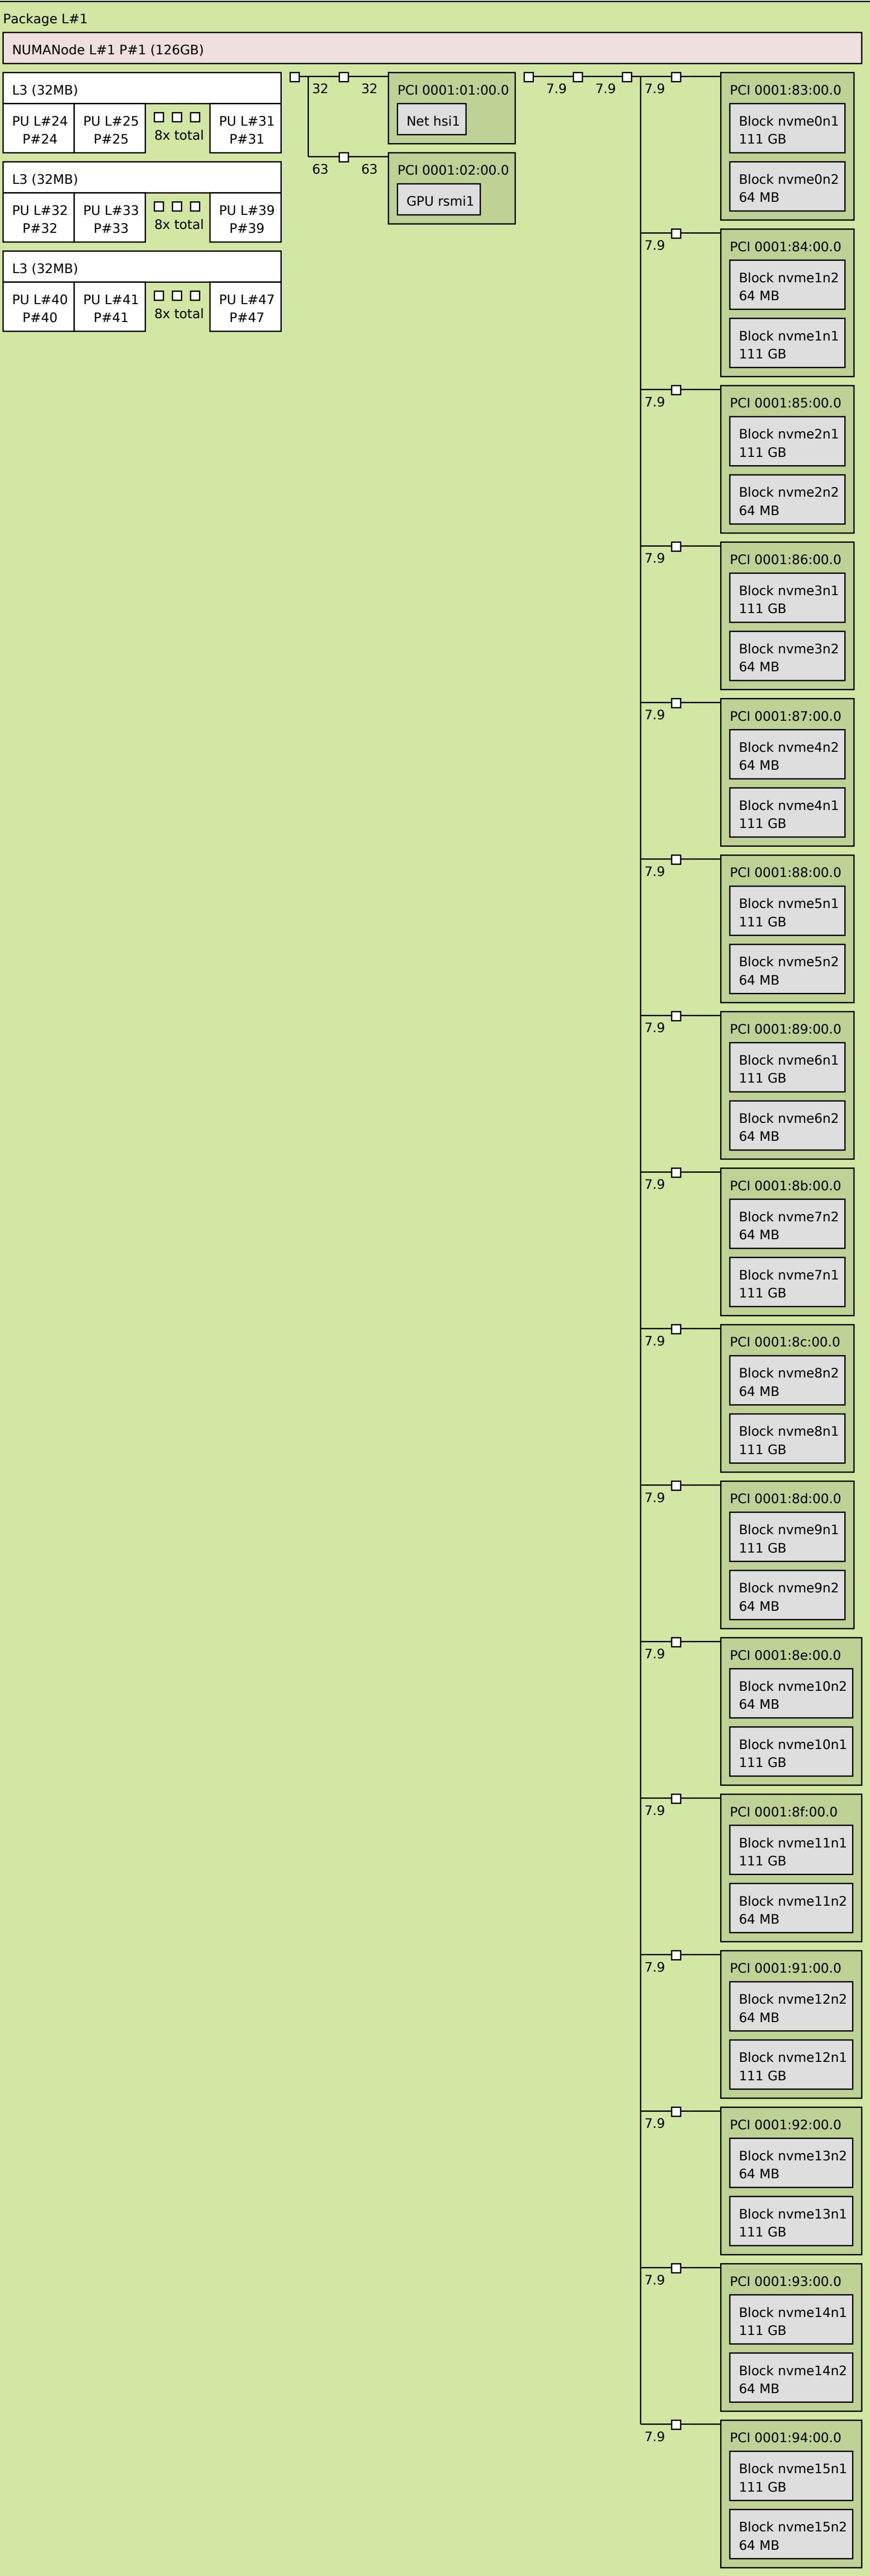 Package L#1
NUMANode L#1 P#1 (126GB)
L3 (32MB)
PU L#24
P#24
PU L#25
P#25
8x total
PU L#31
P#31
L3 (32MB)
PU L#32
P#32
PU L#33
P#33
8x total
PU L#39
P#39
L3 (32MB)
PU L#40
P#40
PU L#41
P#41
8x total
PU L#47
P#47
32
32
PCI 0001:01:00.0
Net hsi1
63
63
PCI 0001:02:00.0
GPU rsmi1
7.9
7.9
7.9
PCI 0001:83:00.0
Block nvme0n1
111 GB
Block nvme0n2
64 MB
7.9
PCI 0001:84:00.0
Block nvme1n2
64 MB
Block nvme1n1
111 GB
7.9
PCI 0001:85:00.0
Block nvme2n1
111 GB
Block nvme2n2
64 MB
7.9
PCI 0001:86:00.0
Block nvme3n1
111 GB
Block nvme3n2
64 MB
7.9
PCI 0001:87:00.0
Block nvme4n2
64 MB
Block nvme4n1
111 GB
7.9
PCI 0001:88:00.0
Block nvme5n1
111 GB
Block nvme5n2
64 MB
7.9
PCI 0001:89:00.0
Block nvme6n1
111 GB
Block nvme6n2
64 MB
7.9
PCI 0001:8b:00.0
Block nvme7n2
64 MB
Block nvme7n1
111 GB
7.9
PCI 0001:8c:00.0
Block nvme8n2
64 MB
Block nvme8n1
111 GB
7.9
PCI 0001:8d:00.0
Block nvme9n1
111 GB
Block nvme9n2
64 MB
7.9
PCI 0001:8e:00.0
Block nvme10n2
64 MB
Block nvme10n1
111 GB
7.9
PCI 0001:8f:00.0
Block nvme11n1
111 GB
Block nvme11n2
64 MB
7.9
PCI 0001:91:00.0
Block nvme12n2
64 MB
Block nvme12n1
111 GB
7.9
PCI 0001:92:00.0
Block nvme13n2
64 MB
Block nvme13n1
111 GB
7.9
PCI 0001:93:00.0
Block nvme14n1
111 GB
Block nvme14n2
64 MB
7.9
PCI 0001:94:00.0
Block nvme15n1
111 GB
Block nvme15n2
64 MB